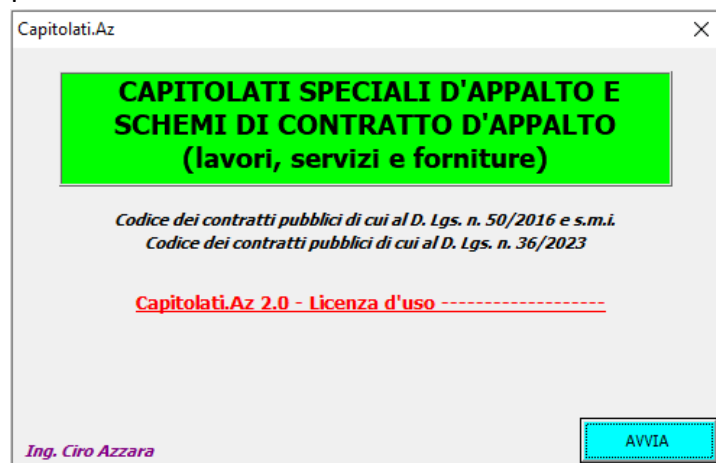 Capitolati.Az
CAPITOLATI SPECIALI D'APPALTO E
SCHEMI DI CONTRATTO D'APPALTO
(lavori, servizi e forniture)
Codice dei contratti pubblici di cui al D. Lgs. n. 50/2016 e s.m.i.
Codice dei contratti pubblici di cui al D. Lgs. n. 36/2023
Capitolati.Az 2.0 - Licenza d'uso -------------------
Ing. Ciro Azzara
AVVIA